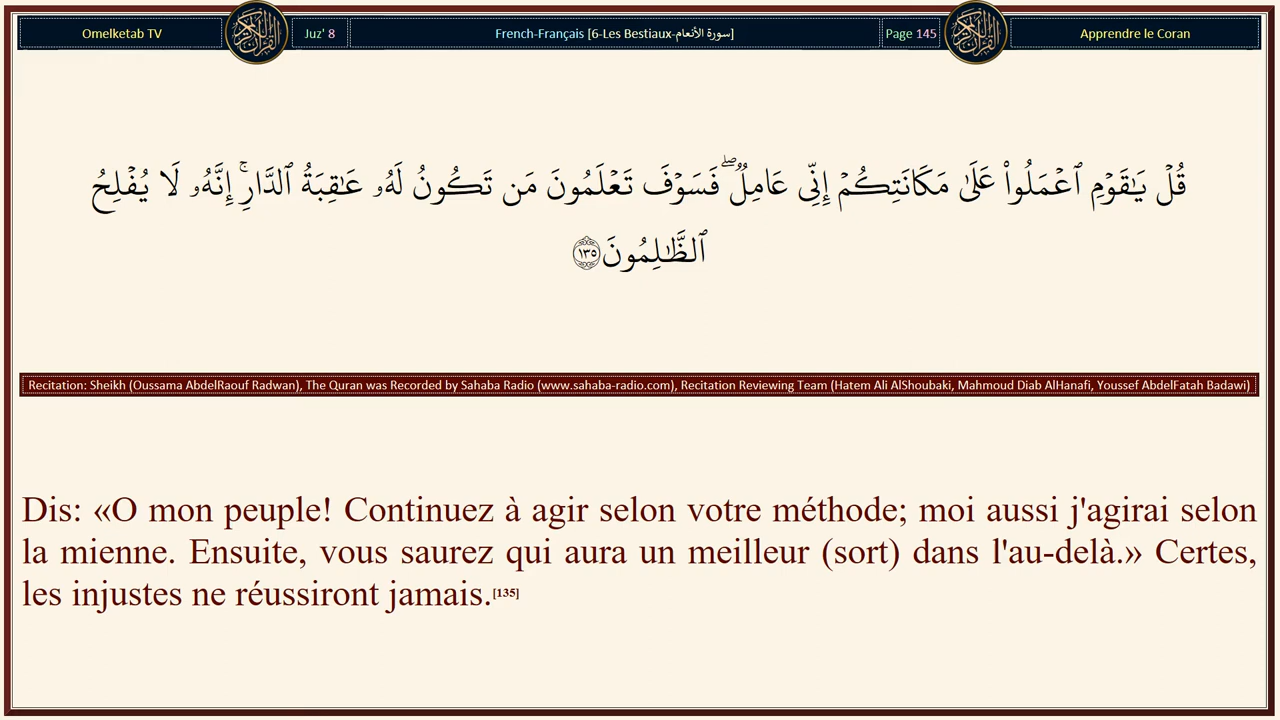 Omelketab TV
Juz' 8
French-Français [6-Les Bestiaux-سورة الأنعام]
Page 145
Apprendre le Coran
قُلۡ يَٰقَوۡمِ ٱعۡمَلُواْ عَلَىٰ مَكَانَتِكُمۡ إِنِّي عَامِلٞۖ فَسَوۡفَ تَعۡلَمُونَ مَن تَكُونُ لَهُۥ عَٰقِبَةُ ٱلدَّارِۚ إِنَّهُۥ لَا يُفۡلِحُ
ٱلظَّٰلِمُونَ ١٣٥
Recitation: Sheikh (Oussama AbdelRaouf Radwan), The Quran was Recorded by Sahaba Radio (www.sahaba-radio.com), Recitation Reviewing Team (Hatem Ali AlShoubaki, Mahmoud Diab AlHanafi, Youssef AbdelFatah Badawi)
Dis: «O mon peuple! Continuez à agir selon votre méthode; moi aussi j'agirai selon
la mienne. Ensuite, vous saurez qui aura un meilleur (sort) dans l'au-delà.» Certes,
les injustes ne réussiront jamais.[135]